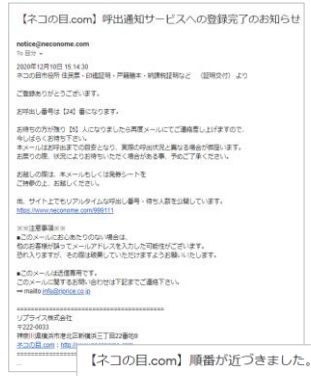 【ネコの目.com】呼出通知サービスへの登録完了のお知らせ
notice@neconome.com
To 自分
2020年12月10日 15:14:30
ネコの目市役所 住民票・印鑑証明・戸籍謄本・納課税証明など （証明交付） より
ご登録ありがとうございます。
お呼出し番号は【24】番になります。
お待ちの方が残り【5】人になりましたら再度メールにてご連絡差し上げますので、
今しばらくお待ち下さい。
本メールはお呼出までの目安となり、実際の呼出状況と異なる場合が御座います。
お戻りの際、状況によりお待ちいただく場合がある事、予めご了承ください。
お越しの際は、本メールもしくは発券シートを
ご持参の上、お越しください。
尚、サイト上でもリアルタイムな呼出し番号・待ち人数を公開しています。
https://www.neconome.com/999111
※※注意事項※※
■このメールにお心あたりのない場合は、
他のお客様が誤ってメールアドレスを入力した可能性がございます。
恐れ入りますが、その際は破棄していただけますようお願いいたします。
■このメールは送信専用です。
このメールに関するお問い合わせは下記までご連絡下さい。
⇒ mailto:info@riprice.co.jp
リプライス株式会社
〒222-0033
神奈川県横浜市港北区新横浜三丁目22番地9
ネコの目.com : http://www.neconome.com
【ネコの目.com】順番が近づきました。